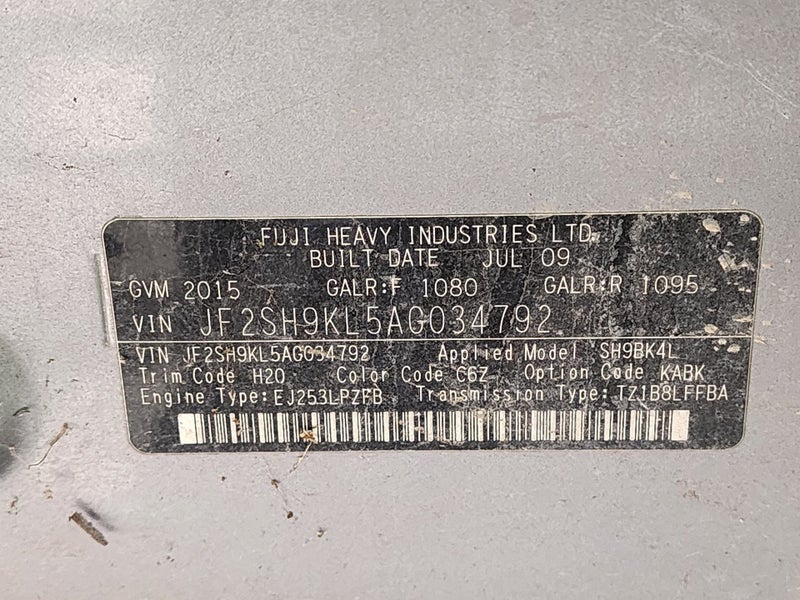 FUJI HEAVY INDUSTRIES LTD.
BUILT DATE JUL 09
GVM 2015 GALR:F 1080 GALR:R 1095
VIN JF2SH9KL5AG034792
VIN JF2SH9KL5AG034792 Applied Model SH9BK4L
Trim Code H20 Color Code C6Z Option Code KABK
Engine Type: EJ253LPZFB Transmission Type: TZ1B8LFFBA